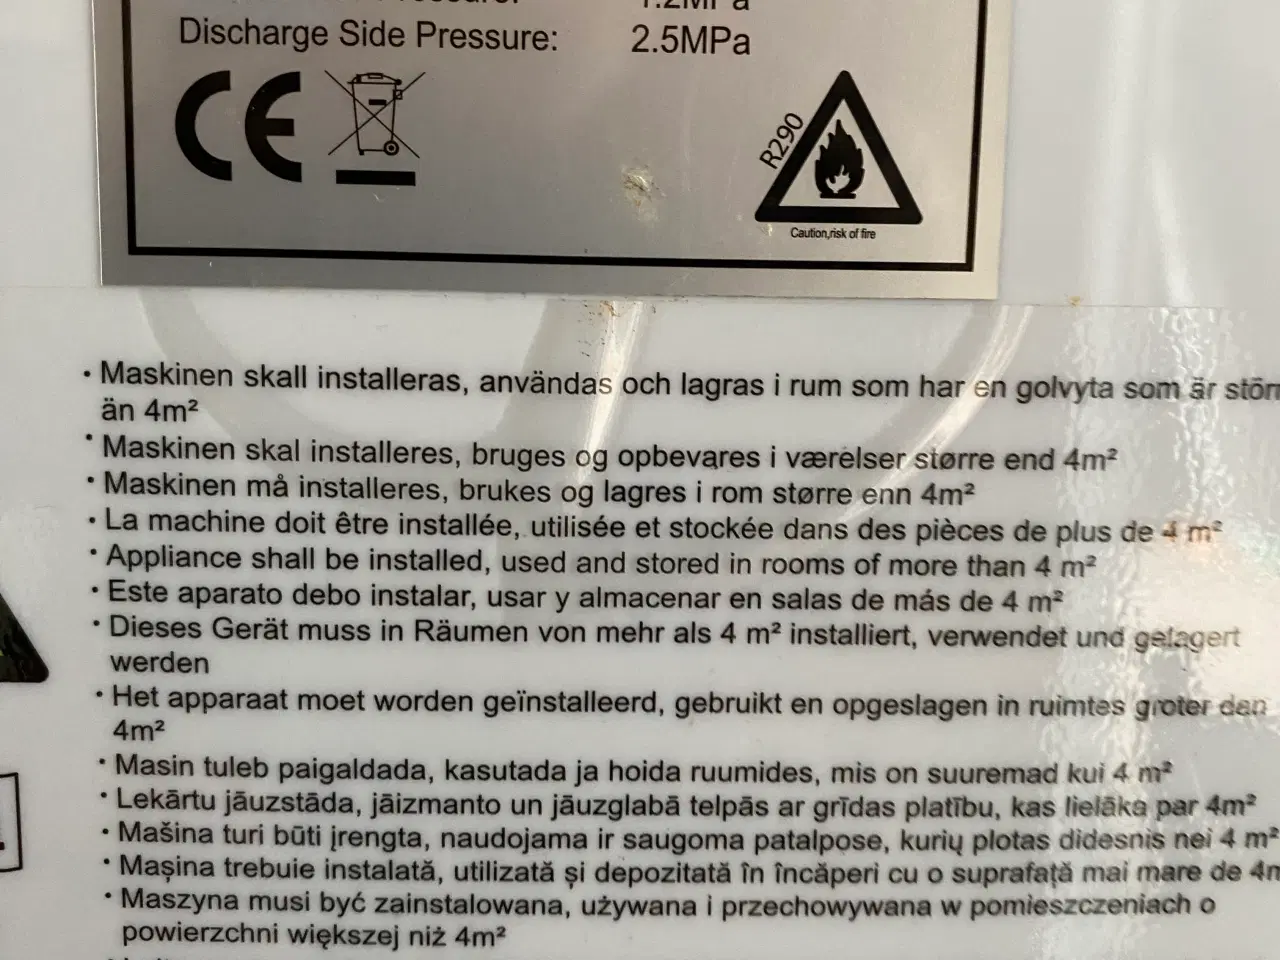 Discharge Side Pressure: 2.5MPa
CE
R290
Caution,risk of fire
· Maskinen skall installeras, användas och lagras i rum som har en golvyta som är
än 4m²
· Maskinen skal installeres, bruges og opbevares i værelser større end 4m²
· Maskinen må installeres, brukes og lagres i rom større enn 4m²
· La machine doit être installée, utilisée et stockée dans des pièces de plus de 4 m²
· Appliance shall be installed, used and stored in rooms of more than 4 m²
· Este aparato debo instalar, usar y almacenar en salas de más de 4 m²
· Dieses Gerät muss in Räumen von mehr als 4 m² installiert, verwendet und gelagert
werden
· Het apparaat moet worden geïnstalleerd, gebruikt en opgeslagen in ruimtes groter dan
4m²
· Masin tuleb paigaldada, kasutada ja hoida ruumides, mis on suuremad kui 4 m²
· Lekārtu jāuzstāda, jāizmanto un jāuzglabā telpās ar grīdas platību, kas lielāka par 4m²
· Mašina turi būti įrengta, naudojama ir saugoma patalpose, kurių plotas didesnis nei 4 m²
· Mașina trebuie instalată, utilizată și depozitată în încăperi cu o suprafață mai mare de
· Maszyna musi być zainstalowana, używana i przechowywana w pomieszczeniach o
powierzchni większej niż 4m²